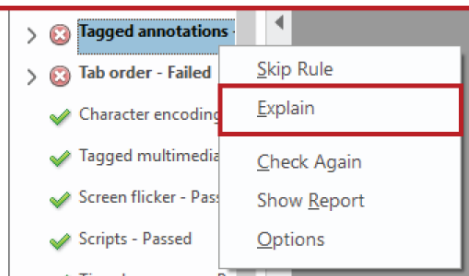 Tagged annotations -
Tab order - Failed
Skip Rule
Character encoding
Explain
Tagged multimedia
Check Again
Screen flicker - Pas
Show Report
Scripts - Passed
Options